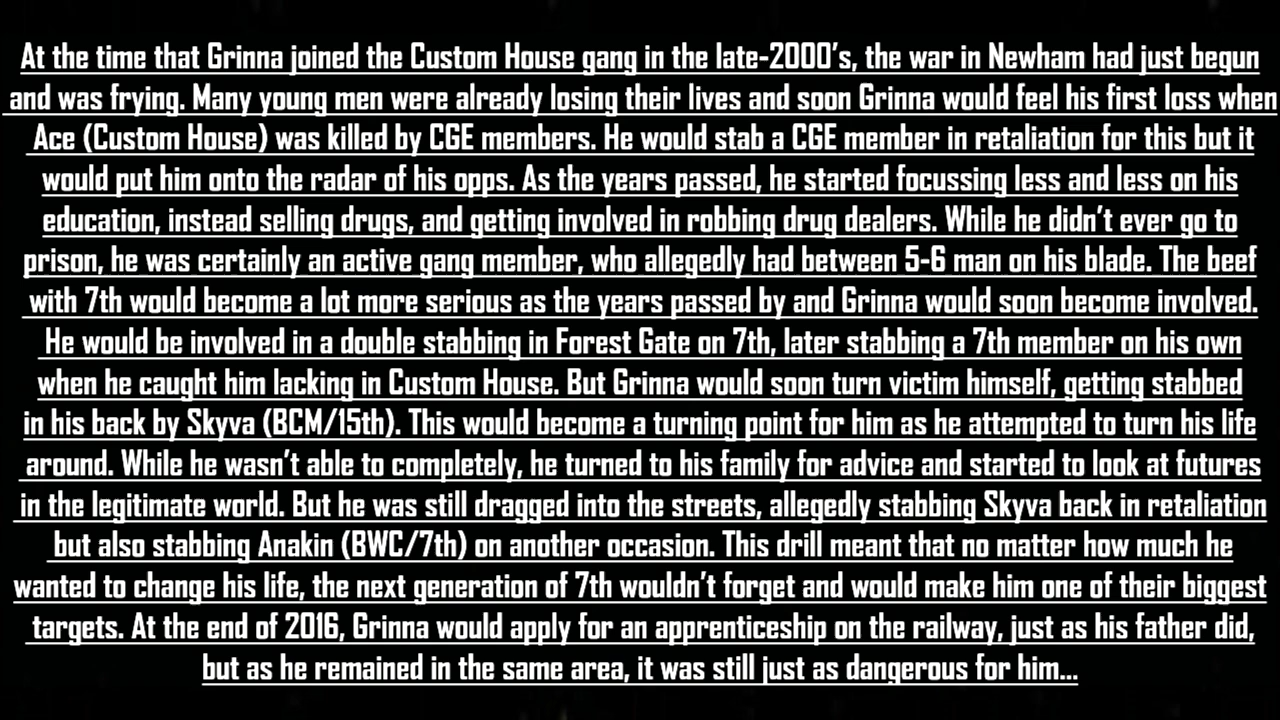 At the time that Grinna joined the Custom House gang in the late-2000's, the war in Newham had just begun
and was frying. Many young men were already losing their lives and soon Grinna would feel his first loss when
Ace (Custom House) was killed by CGE members. He would stab a CGE member in retaliation for this but it
would put him onto the radar of his opps. As the years passed, he started focussing less and less on his
education, instead selling drugs, and getting involved in robbing drug dealers. While he didn't ever go to
prison, he was certainly an active gang member, who allegedly had between 5-6 man on his blade. The beef
with 7th would become a lot more serious as the years passed by and Grinna would soon become involved.
He would be involved in a double stabbing in Forest Gate on 7th, later stabbing a 7th member on his own
when he caught him lacking in Custom House. But Grinna would soon turn victim himself, getting stabbed
in his back by Skyva (BCM/15th). This would become a turning point for him as he attempted to turn his life
around. While he wasn't able to completely, he turned to his family for advice and started to look at futures
in the legitimate world. But he was still dragged into the streets, allegedly stabbing Skyva back in retaliation
but also stabbing Anakin (BWC/7th) on another occasion. This drill meant that no matter how much he
wanted to change his life, the next generation of 7th wouldn't forget and would make him one of their biggest
targets. At the end of 2016, Grinna would apply for an apprenticeship on the railway, just as his father did,
but as he remained in the same area, it was still just as dangerous for him...